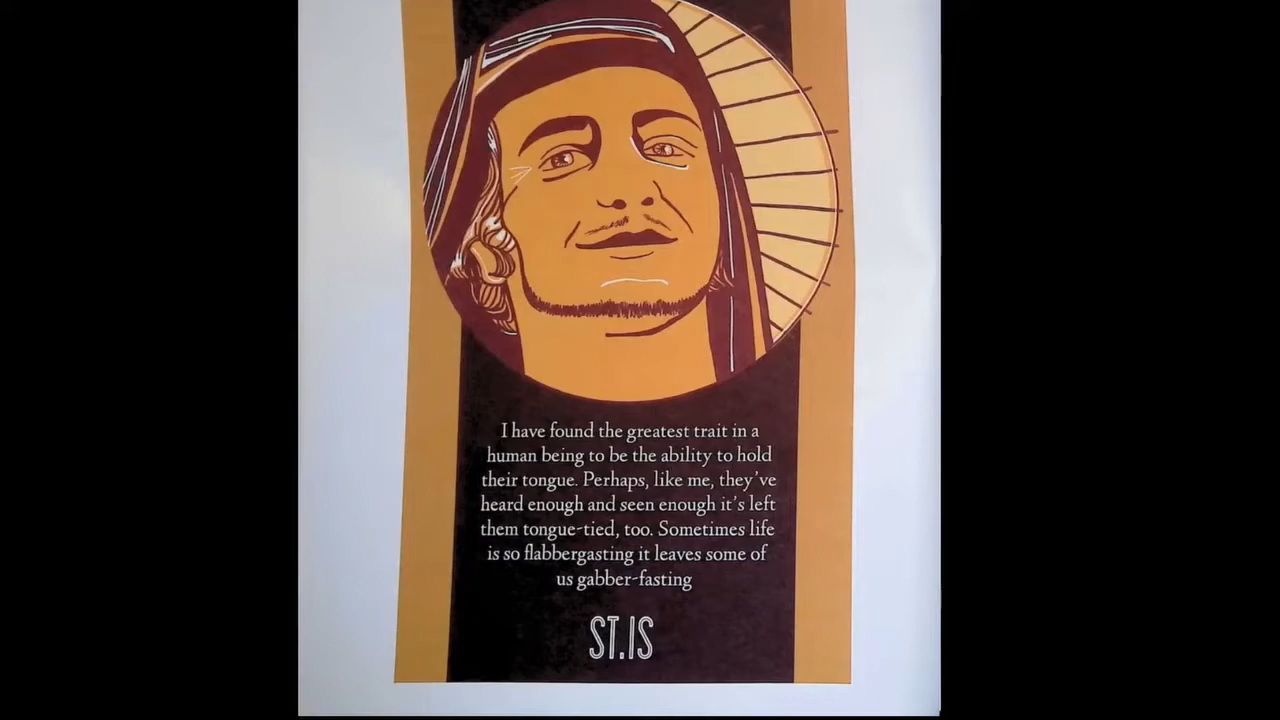 I have found the greatest trait in a
human being to be the ability to hold
their tongue. Perhaps, like me, they've
heard enough and seen enough it's left
them tongue-tied, too. Sometimes life
is so flabbergasting it leaves some of
us gabber-fasting
ST.IS